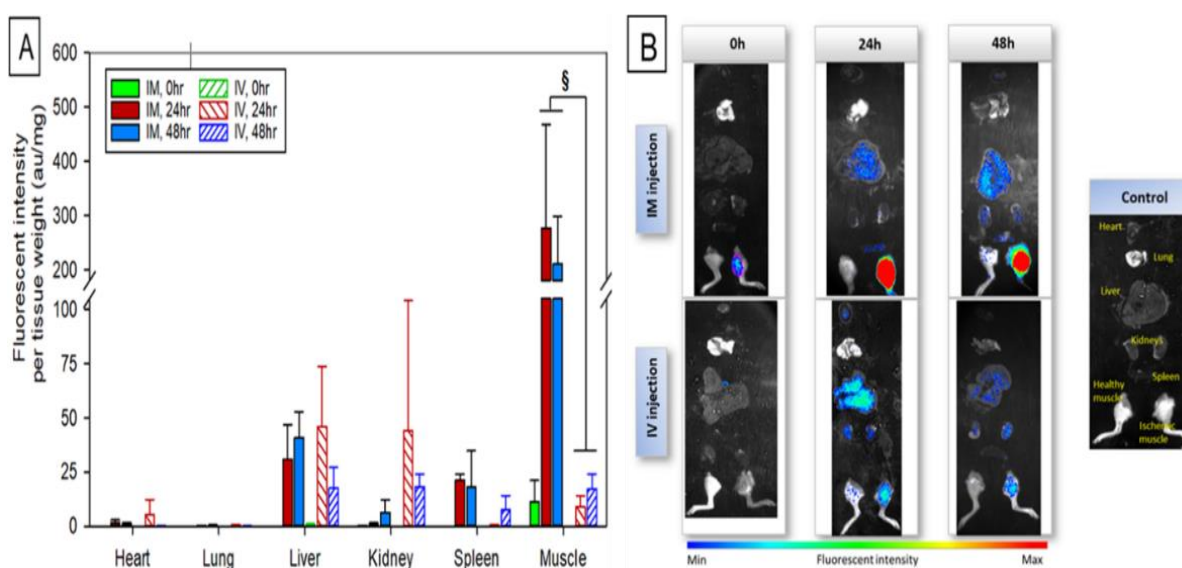 A
Fluorescent intensity
per tissue weight (au/mg)
600
500
400
300
200
100
75
50
25
0
IM, 0hr
IV, 0hr
IM, 24hr
IV, 24hr
IM, 48hr
IV, 48hr
§
Heart
Lung
Liver
Kidney
Spleen
Muscle
B
0h
24h
48h
IM injection
IV injection
Min
Fluorescent intensity
Max
Control
Heart
Lung
Liver
Kidneys
Spleen
Healthy
muscle
Ischemic
muscle